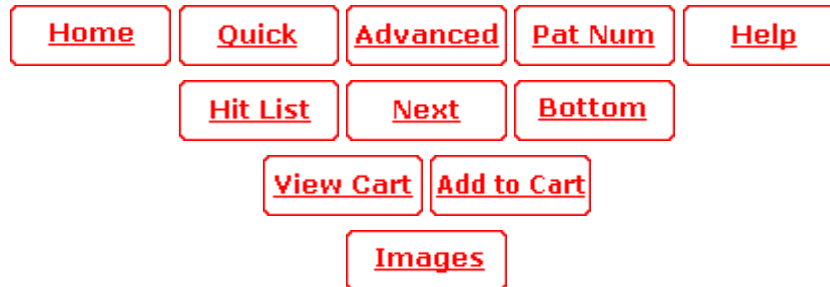 Home Quick Advanced Pat Num Help
Hit List Next Bottom
View Cart Add to Cart
Images